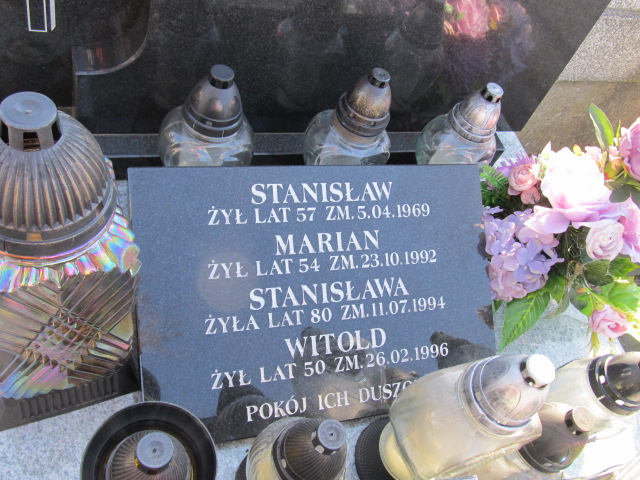 STANISŁAW
ŻYŁ LAT 57 ZM. 5.04.1969
MARIAN
ŻYŁ LAT 54 ZM. 23.10.1992
STANISŁAWA
ŻYŁA LAT 80 ZM. 11.07.1994
WITOLD
ŻYŁ LAT 50 ZM. 26.02.1996
POKÓJ ICH